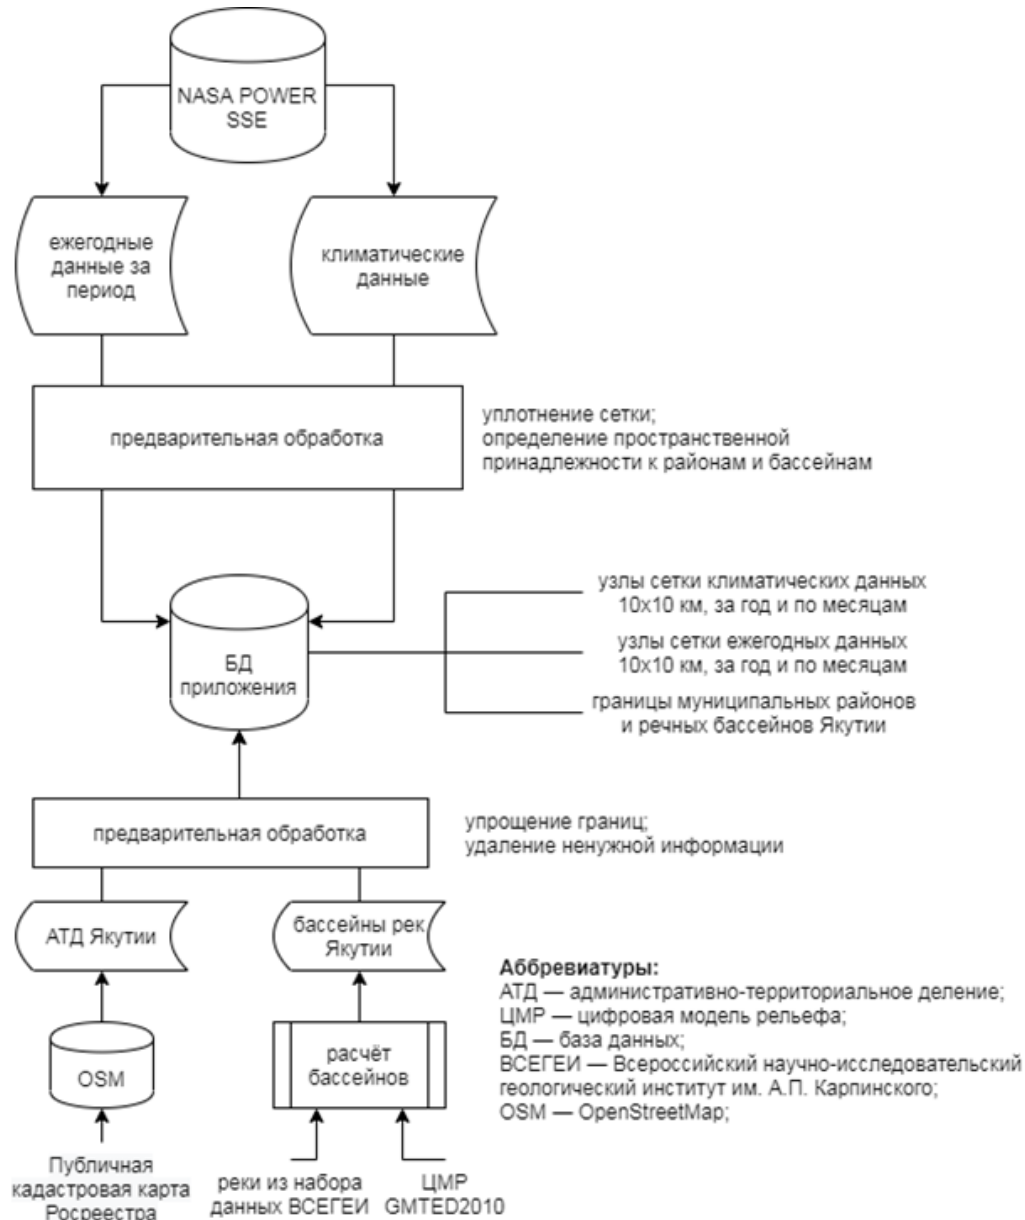 NASA POWER
SSE
ежегодные
данные за
период
климатические
данные
предварительная обработка
уплотнение сетки;
определение пространственной
принадлежности к районам и бассейнам
БД
приложения
узлы сетки климатических данных
10х10 км, за год и по месяцам
узлы сетки ежегодных данных
10х10 км, за год и по месяцам
границы муниципальных районов
и речных бассейнов Якутии
предварительная обработка
упрощение границ;
удаление ненужной информации
АТД Якутии
бассейны рек
Якутии
OSM
расчёт
бассейнов
Публичная
кадастровая карта
Росреестра
реки из набора
данных ВСЕГЕИ
ЦМР
GMTED2010
Аббревиатуры:
АТД — административно-территориальное деление;
ЦМР — цифровая модель рельефа;
БД — база данных;
ВСЕГЕИ — Всероссийский научно-исследовательский
геологический институт им. А.П. Карпинского;
OSM — OpenStreetMap;